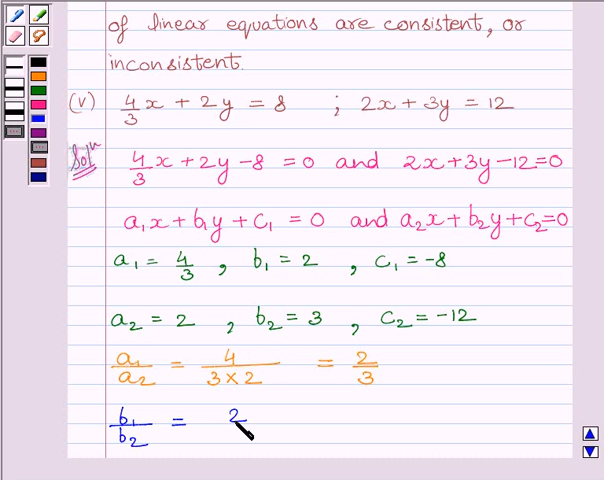 of linear equations are consistent, or
inconsistent.
(v) 4/3 x + 2y = 8 ; 2x + 3y = 12
Solⁿ 4/3 x + 2y - 8 = 0 and 2x + 3y - 12 = 0
a₁x + b₁y + c₁ = 0 and a₂x + b₂y + c₂ = 0
a₁ = 4/3 , b₁ = 2 , c₁ = -8
a₂ = 2 , b₂ = 3 , c₂ = -12
a₁/a₂ = 4/(3 × 2) = 2/3
b₁/b₂ = 2